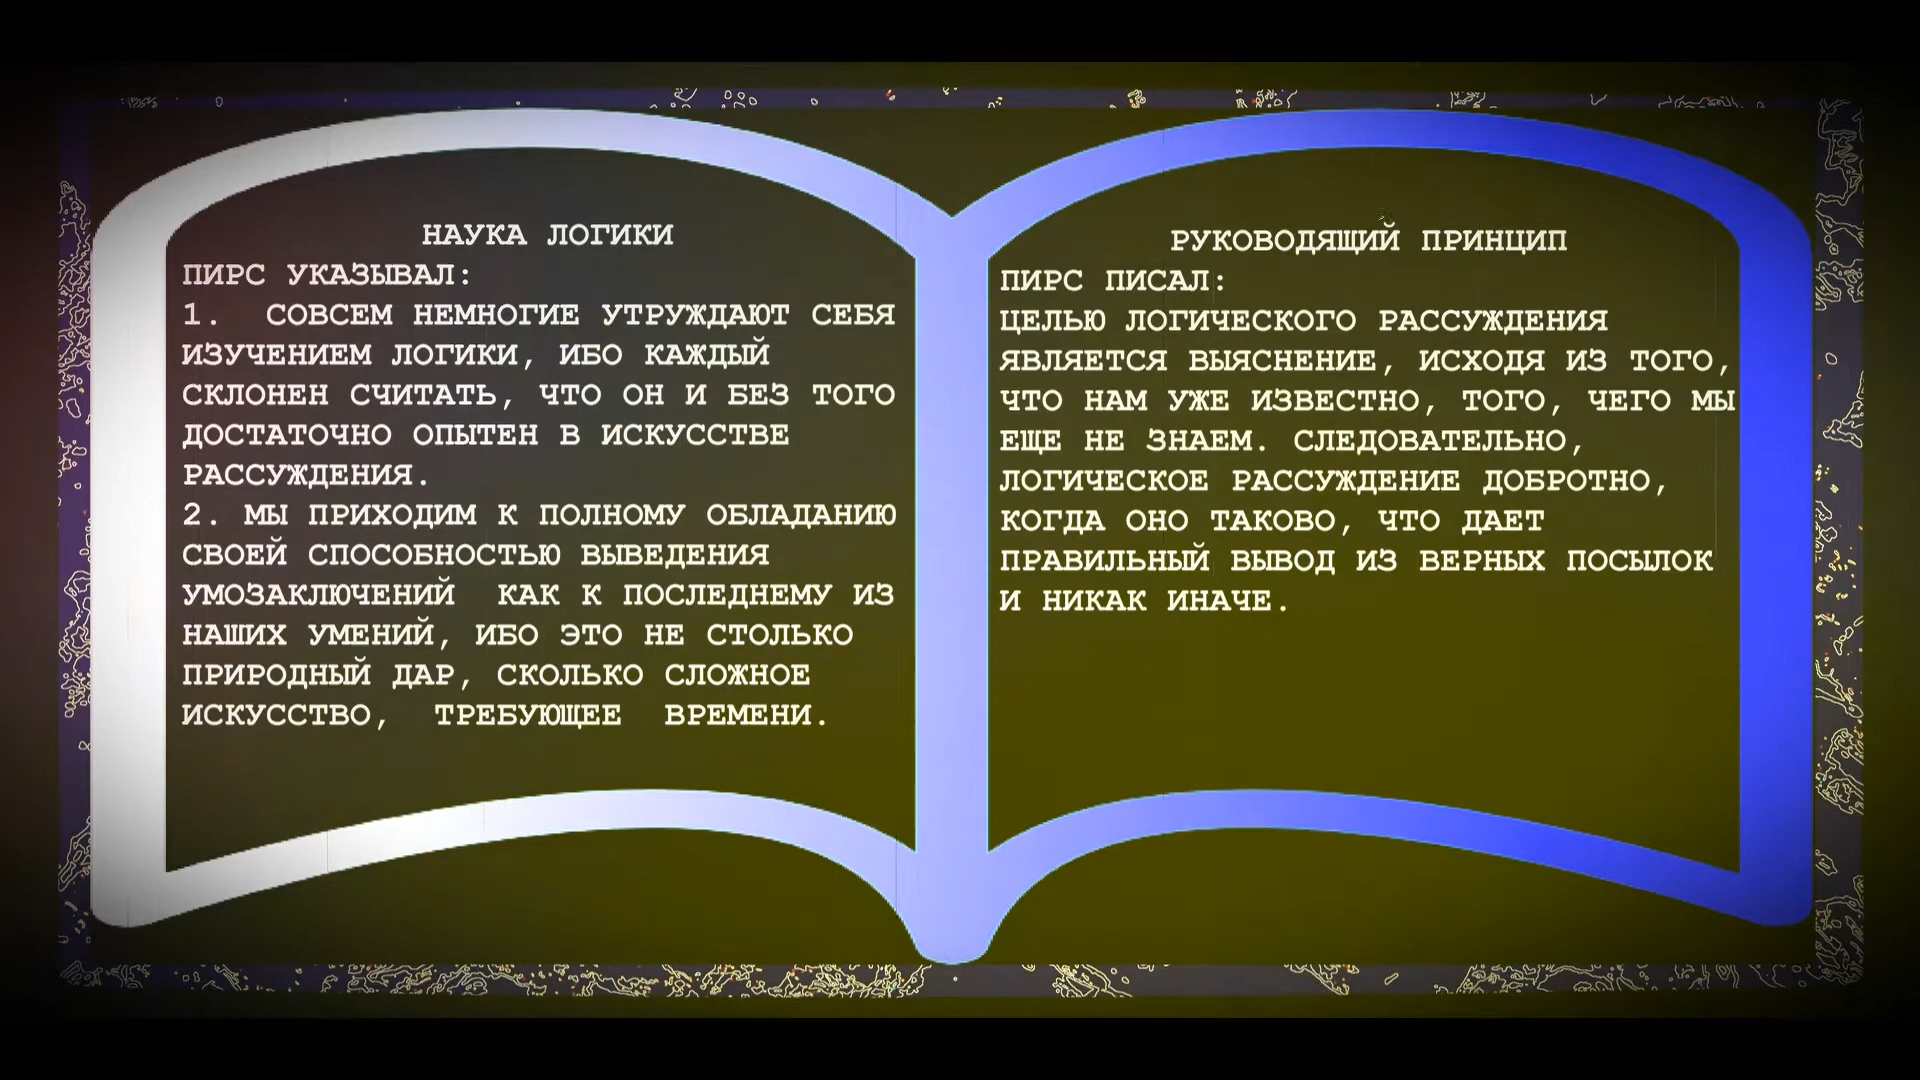 НАУКА ЛОГИКИ
ПИРС УКАЗЫВАЛ:
1. СОВСЕМ НЕМНОГИЕ УТРУЖДАЮТ СЕБЯ
ИЗУЧЕНИЕМ ЛОГИКИ, ИБО КАЖДЫЙ
СКЛОНЕН СЧИТАТЬ, ЧТО ОН И БЕЗ ТОГО
ДОСТАТОЧНО ОПЫТЕН В ИСКУССТВЕ
РАССУЖДЕНИЯ.
2. МЫ ПРИХОДИМ К ПОЛНОМУ ОБЛАДАНИЮ
СВОЕЙ СПОСОБНОСТЬЮ ВЫВЕДЕНИЯ
УМОЗАКЛЮЧЕНИЙ КАК К ПОСЛЕДНЕМУ ИЗ
НАШИХ УМЕНИЙ, ИБО ЭТО НЕ СТОЛЬКО
ПРИРОДНЫЙ ДАР, СКОЛЬКО СЛОЖНОЕ
ИСКУССТВО, ТРЕБУЮЩЕЕ ВРЕМЕНИ.
РУКОВОДЯЩИЙ ПРИНЦИП
ПИРС ПИСАЛ:
ЦЕЛЬЮ ЛОГИЧЕСКОГО РАССУЖДЕНИЯ
ЯВЛЯЕТСЯ ВЫЯСНЕНИЕ, ИСХОДЯ ИЗ ТОГО,
ЧТО НАМ УЖЕ ИЗВЕСТНО, ТОГО, ЧЕГО МЫ
ЕЩЕ НЕ ЗНАЕМ. СЛЕДОВАТЕЛЬНО,
ЛОГИЧЕСКОЕ РАССУЖДЕНИЕ ДОБРОТНО,
КОГДА ОНО ТАКОВО, ЧТО ДАЕТ
ПРАВИЛЬНЫЙ ВЫВОД ИЗ ВЕРНЫХ ПОСЫЛОК
И НИКАК ИНАЧЕ.